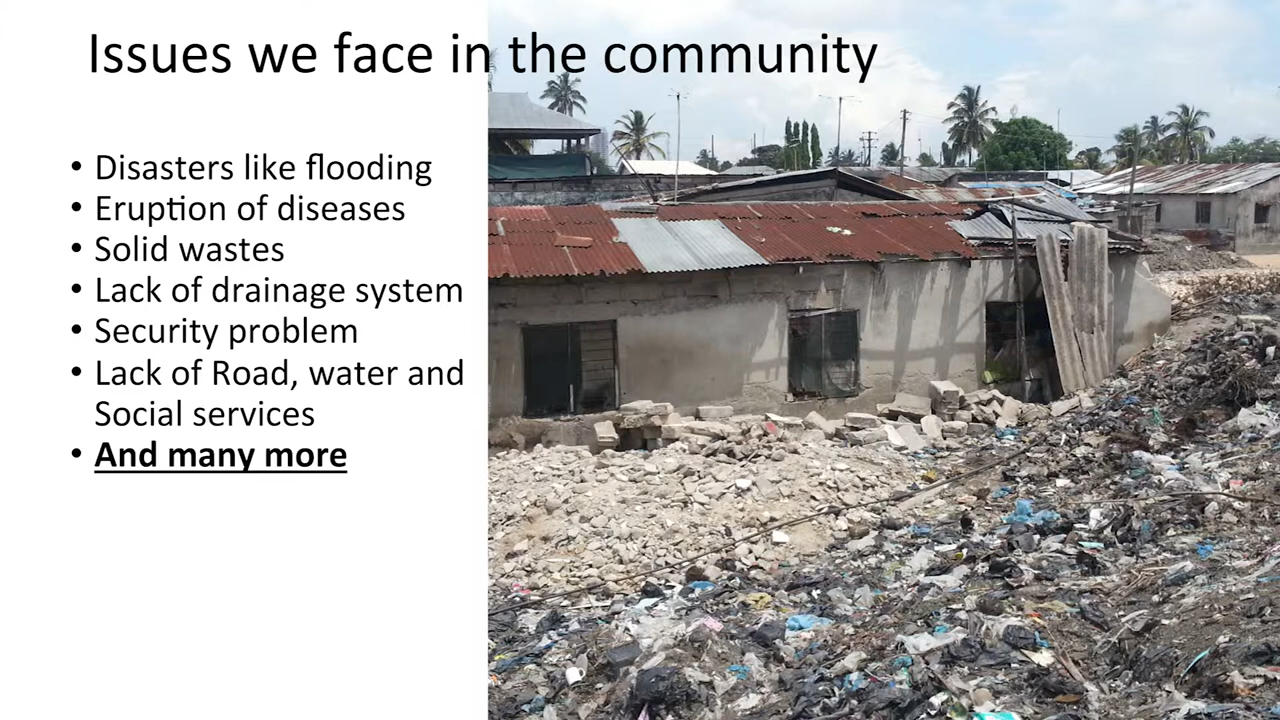 Issues we face in the community
• Disasters like flooding
• Eruption of diseases
• Solid wastes
• Lack of drainage system
• Security problem
• Lack of Road, water and
Social services
• And many more